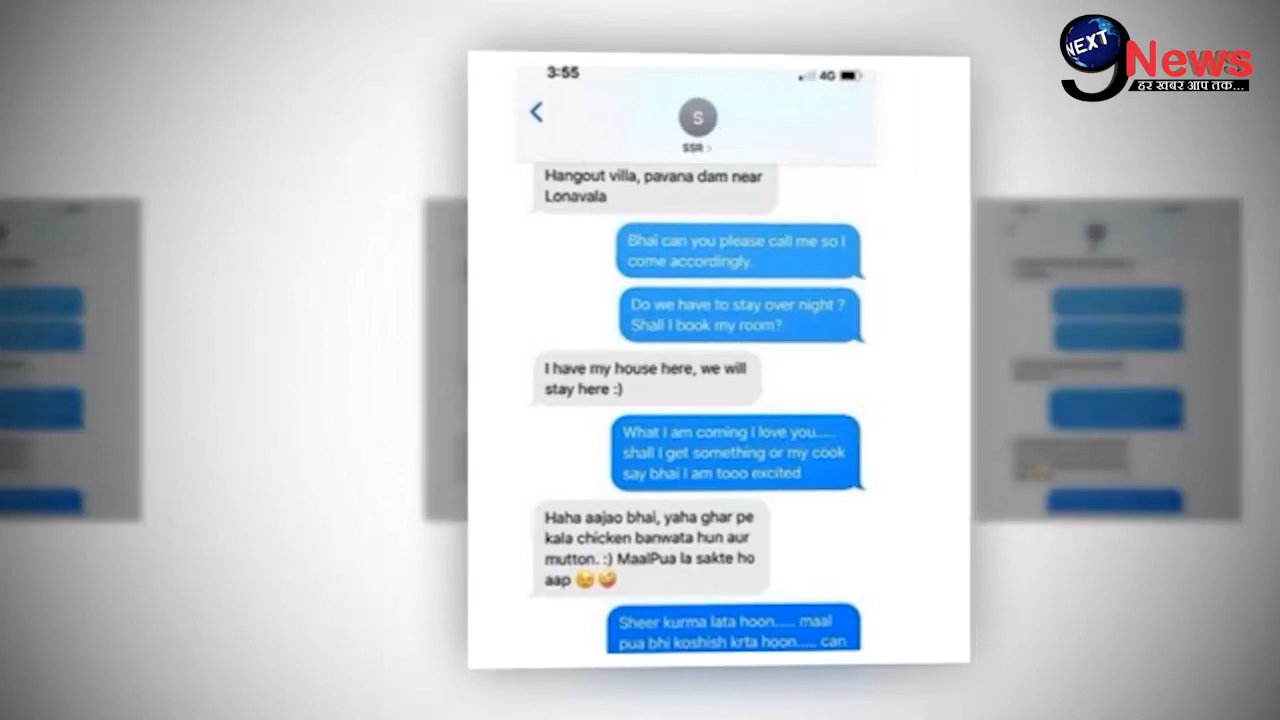 NEXT
9News
हर खबर आप तक...
3:55
4G
S
SSR >
Hangout villa, pavana dam near
Lonavala
Bhai can you please call me so I
come accordingly.
Do we have to stay over night ?
Shall I book my room?
I have my house here, we will
stay here :)
What I am coming I love you.....
shall I get something or my cook
say bhai I am tooo excited
Haha aajao bhai, yaha ghar pe
kala chicken banwata hun aur
mutton. :) MaalPua la sakte ho
aap 😉🤪
Sheer kurma lata hoon..... maal
pua bhi koshish krta hoon..... can